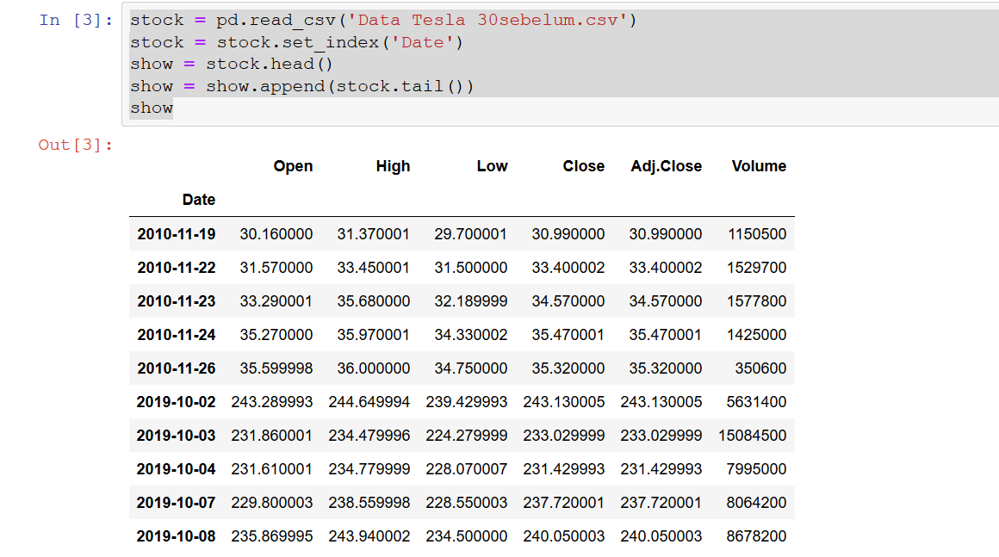 In [3]: stock = pd.read_csv('Data Tesla 30sebelum.csv')
stock = stock.set_index('Date')
show = stock.head()
show = show.append(stock.tail())
show
Out[3]:
Open High Low Close Adj.Close Volume
Date
2010-11-19 30.160000 31.370001 29.700001 30.990000 30.990000 1150500
2010-11-22 31.570000 33.450001 31.500000 33.400002 33.400002 1529700
2010-11-23 33.290001 35.680000 32.189999 34.570000 34.570000 1577800
2010-11-24 35.270000 35.970001 34.330002 35.470001 35.470001 1425000
2010-11-26 35.599998 36.000000 34.750000 35.320000 35.320000 350600
2019-10-02 243.289993 244.649994 239.429993 243.130005 243.130005 5631400
2019-10-03 231.860001 234.479996 224.279999 233.029999 233.029999 15084500
2019-10-04 231.610001 234.779999 228.070007 231.429993 231.429993 7995000
2019-10-07 229.800003 238.559998 228.550003 237.720001 237.720001 8064200
2019-10-08 235.869995 243.940002 234.500000 240.050003 240.050003 8678200